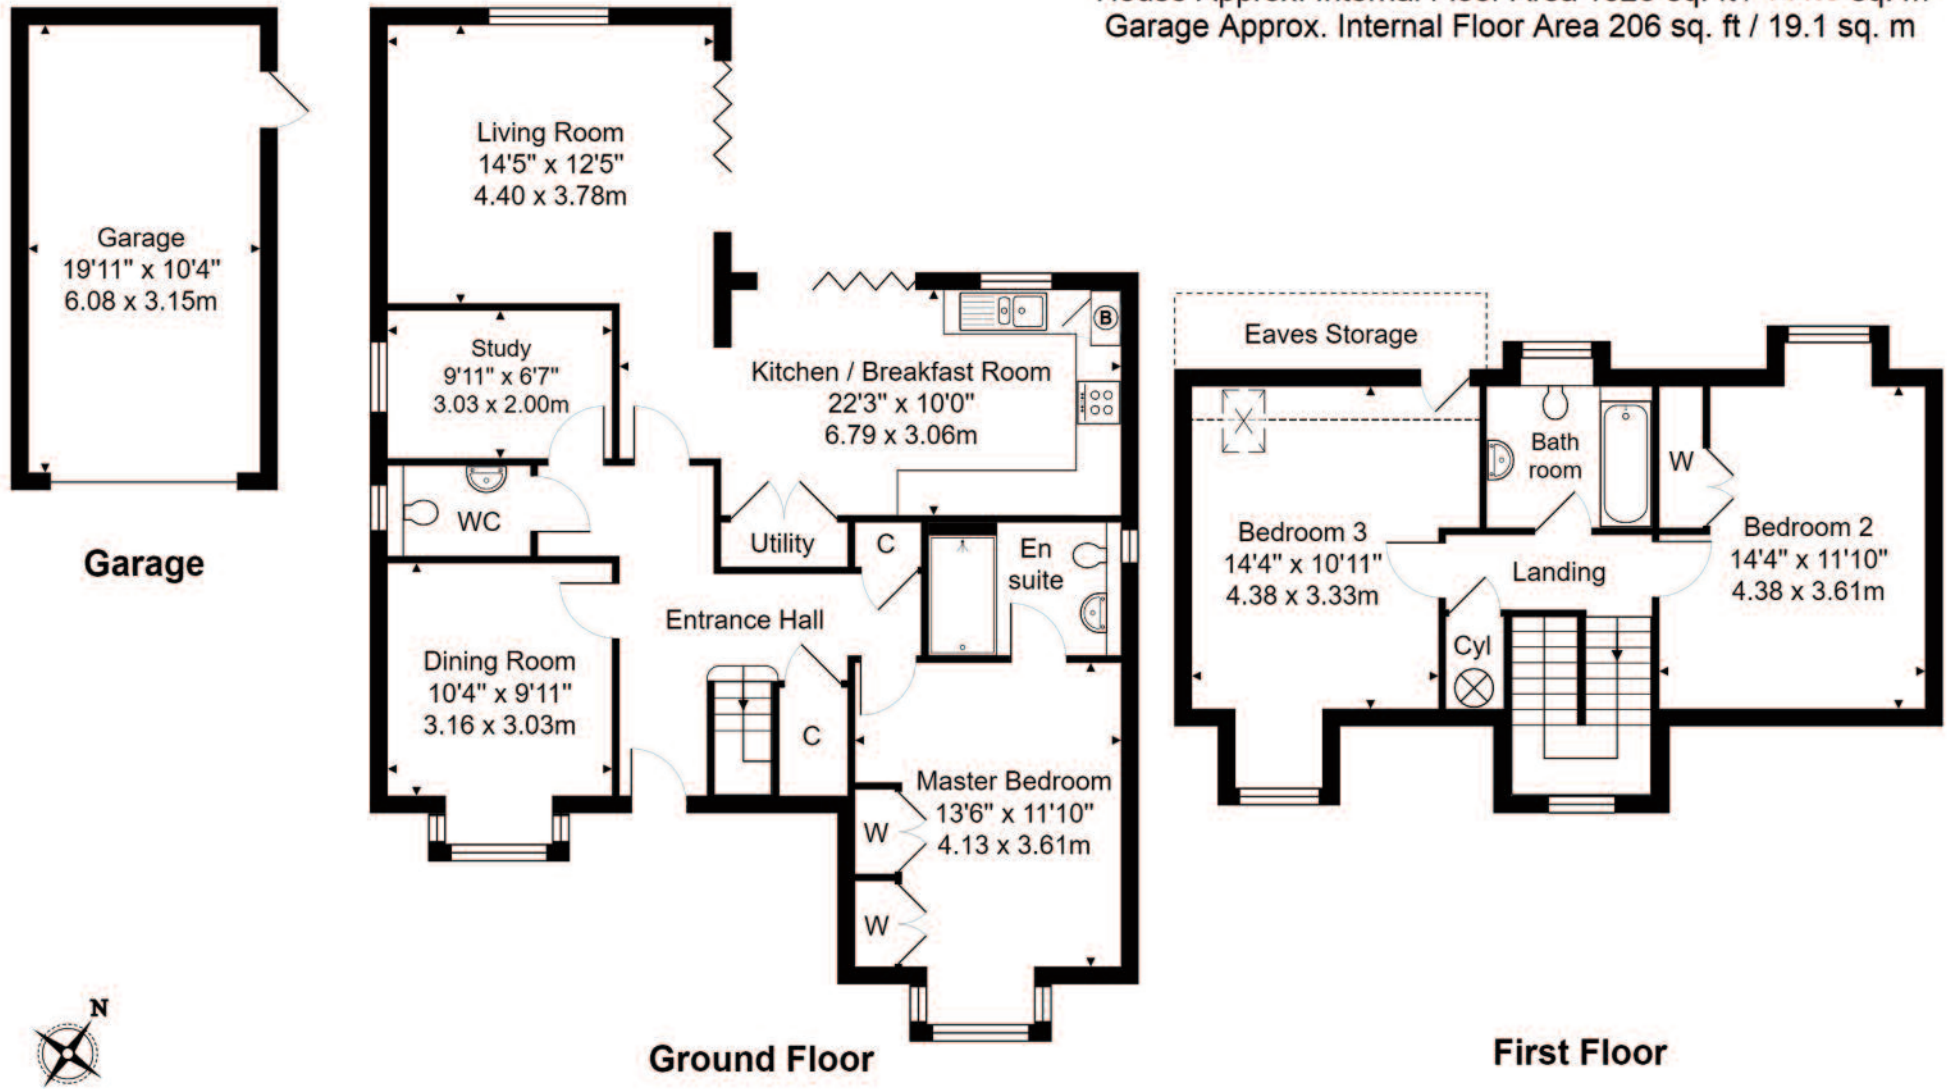 Garage Approx. Internal Floor Area 206 sq. ft / 19.1 sq. m
Garage
19'11" x 10'4"
6.08 x 3.15m
Garage
Living Room
14'5" x 12'5"
4.40 x 3.78m
Study
9'11" x 6'7"
3.03 x 2.00m
Kitchen / Breakfast Room
22'3" x 10'0"
6.79 x 3.06m
B
WC
Utility
C
En
suite
Entrance Hall
Dining Room
10'4" x 9'11"
3.16 x 3.03m
C
Master Bedroom
13'6" x 11'10"
4.13 x 3.61m
W
W
Ground Floor
Eaves Storage
Bath
room
W
Bedroom 3
14'4" x 10'11"
4.38 x 3.33m
Bedroom 2
14'4" x 11'10"
4.38 x 3.61m
Landing
Cyl
First Floor
N